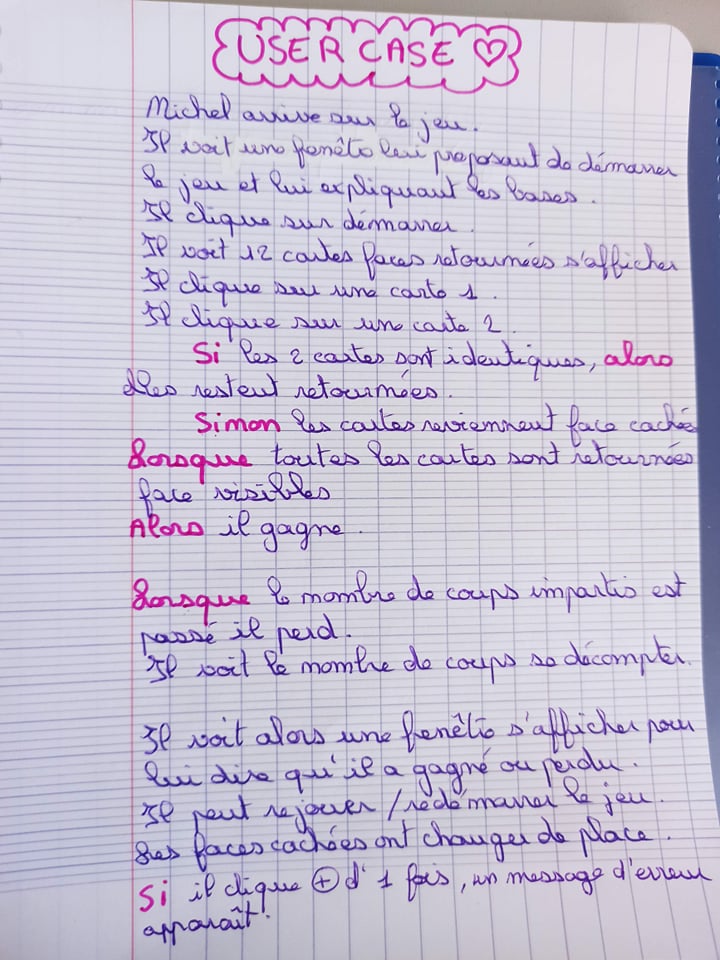 USER CASE ♡
Michel arrive sur le jeu.
Il voit une fenêtre lui proposant de démarrer
le jeu et lui expliquant les bases.
Il clique sur démarrer.
Il voit 12 cartes faces retournées s'afficher
Il clique sur une carte 1.
Il clique sur une carte 2.
Si les 2 cartes sont identiques, alors
elles restent retournées.
Sinon les cartes reviennent face cachée
Lorsque toutes les cartes sont retournées
face visibles
Alors il gagne.
Lorsque le nombre de coups impartis est
passé il perd.
Il voit le nombre de coups se décompter.
Il voit alors une fenêtre s'afficher pour
lui dire qu'il a gagné ou perdu.
Il peut rejouer / redémarrer le jeu.
Les faces cachées ont changer de place.
Si il clique ⊕ d'1 fois, un message d'erreur
apparaît!